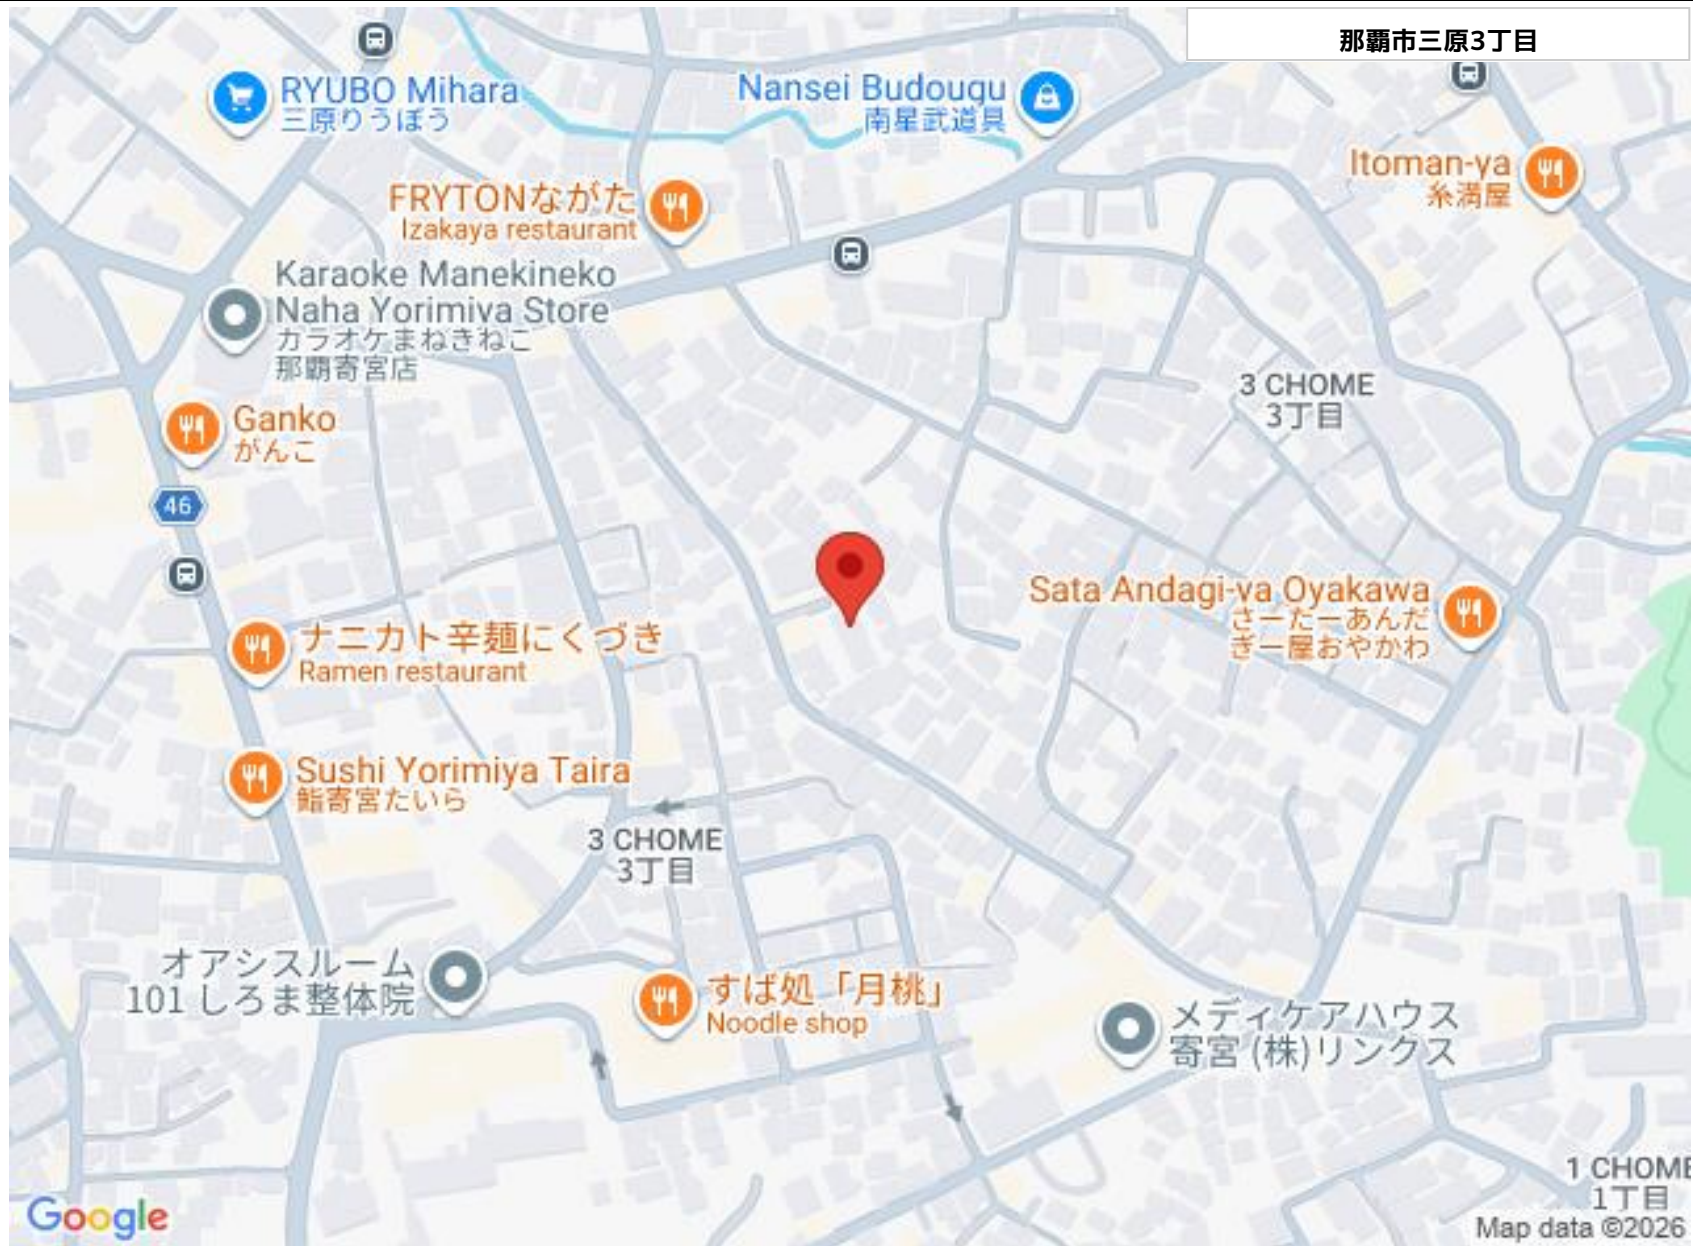 那覇市三原3丁目
RYUBO Mihara
三原りうぼう
Nansei Budougu
南星武道具
Itoman-ya
糸満屋
FRYTONながた
Izakaya restaurant
Karaoke Manekineko
Naha Yorimiya Store
カラオケまねきねこ
那覇寄宮店
3 CHOME
3丁目
Ganko
がんこ
46
Sata Andagi-ya Oyakawa
さーたーあんだ
ぎー屋おやかわ
ナニカト辛麺にくづき
Ramen restaurant
Sushi Yorimiya Taira
鮨寄宮たいら
3 CHOME
3丁目
オアシスルーム
101 しろま整体院
すば処「月桃」
Noodle shop
メディケアハウス
寄宮 (株)リンクス
1 CHOME
1丁目
Google
Map data ©2026